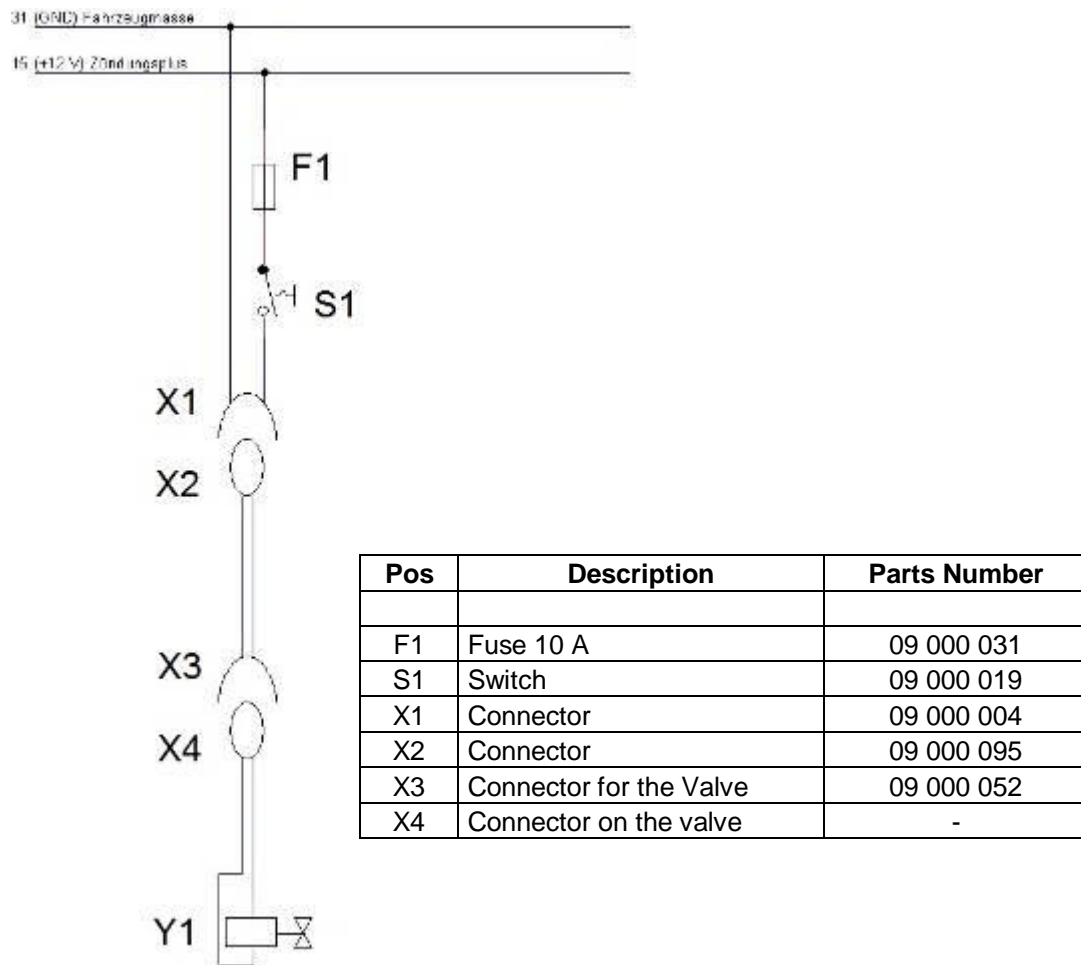 31 (GND) Fahrzeugmasse
15 (+12 V) Zündungsplus
F1
S1
X1
X2
X3
X4
Y1
Pos Description Parts Number
F1 Fuse 10 A 09 000 031
S1 Switch 09 000 019
X1 Connector 09 000 004
X2 Connector 09 000 095
X3 Connector for the Valve 09 000 052
X4 Connector on the valve -